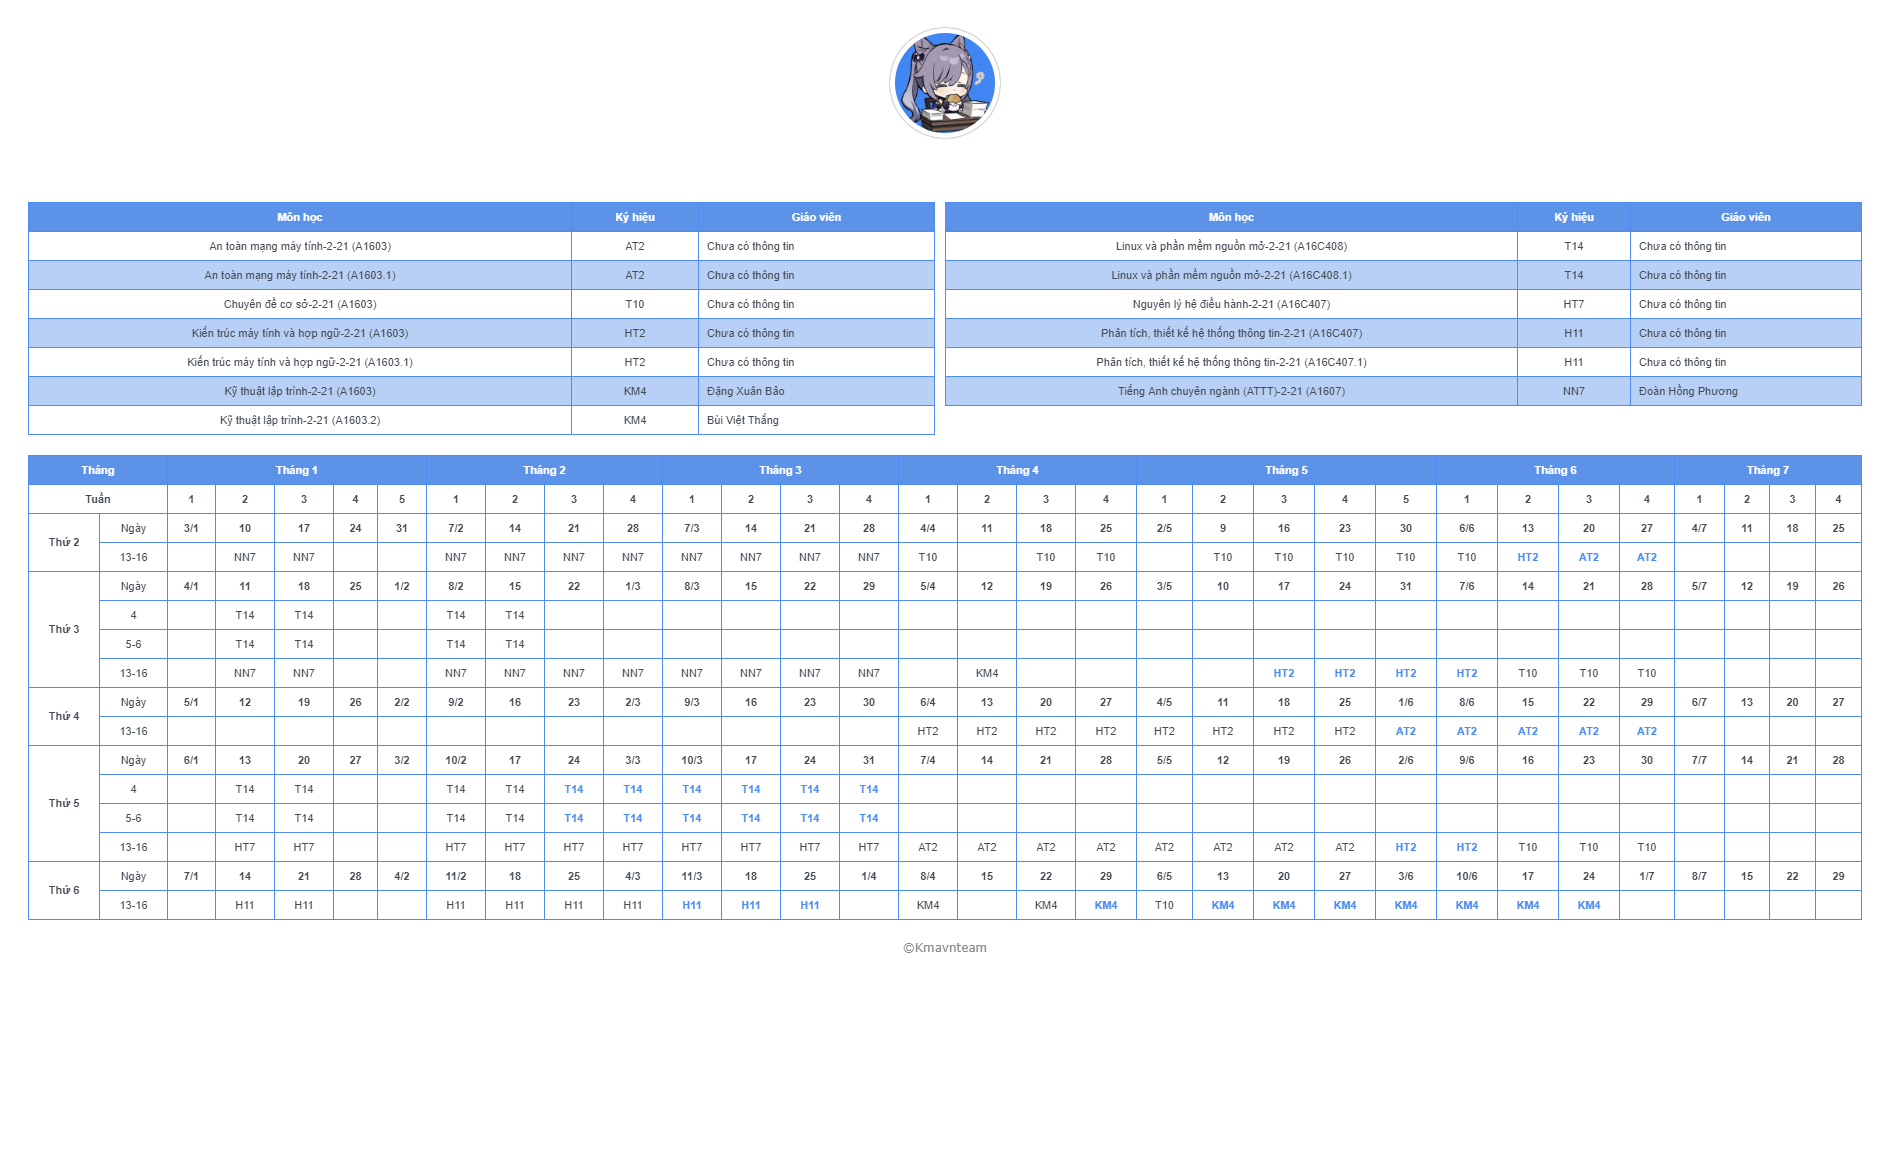 Môn học Ký hiệu Giáo viên
An toàn mạng máy tính-2-21 (A1603) AT2 Chưa có thông tin
An toàn mạng máy tính-2-21 (A1603.1) AT2 Chưa có thông tin
Chuyên đề cơ sở-2-21 (A1603) T10 Chưa có thông tin
Kiến trúc máy tính và hợp ngữ-2-21 (A1603) HT2 Chưa có thông tin
Kiến trúc máy tính và hợp ngữ-2-21 (A1603.1) HT2 Chưa có thông tin
Kỹ thuật lập trình-2-21 (A1603) KM4 Đặng Xuân Bảo
Kỹ thuật lập trình-2-21 (A1603.2) KM4 Bùi Việt Thắng
Môn học Ký hiệu Giáo viên
Linux và phần mềm nguồn mở-2-21 (A16C408) T14 Chưa có thông tin
Linux và phần mềm nguồn mở-2-21 (A16C408.1) T14 Chưa có thông tin
Nguyên lý hệ điều hành-2-21 (A16C407) HT7 Chưa có thông tin
Phân tích, thiết kế hệ thống thông tin-2-21 (A16C407) H11 Chưa có thông tin
Phân tích, thiết kế hệ thống thông tin-2-21 (A16C407.1) H11 Chưa có thông tin
Tiếng Anh chuyên ngành (ATTT)-2-21 (A1607) NN7 Đoàn Hồng Phương
Tháng Tháng 1 Tháng 2 Tháng 3 Tháng 4 Tháng 5 Tháng 6 Tháng 7
Tuần 1 2 3 4 5 1 2 3 4 1 2 3 4 1 2 3 4 1 2 3 4 5 1 2 3 4 1 2 3 4
Thứ 2
Ngày 3/1 10 17 24 31 7/2 14 21 28 7/3 14 21 28 4/4 11 18 25 2/5 9 16 23 30 6/6 13 20 27 4/7 11 18 25
13-16 NN7 NN7 NN7 NN7 NN7 NN7 NN7 NN7 NN7 NN7 T10 T10 T10 T10 T10 T10 T10 T10 HT2 AT2 AT2
Thứ 3
Ngày 4/1 11 18 25 1/2 8/2 15 22 1/3 8/3 15 22 29 5/4 12 19 26 3/5 10 17 24 31 7/6 14 21 28 5/7 12 19 26
4 T14 T14 T14 T14
5-6 T14 T14 T14 T14
13-16 NN7 NN7 NN7 NN7 NN7 NN7 NN7 NN7 NN7 NN7 KM4 HT2 HT2 HT2 HT2 T10 T10 T10
Thứ 4
Ngày 5/1 12 19 26 2/2 9/2 16 23 2/3 9/3 16 23 30 6/4 13 20 27 4/5 11 18 25 1/6 8/6 15 22 29 6/7 13 20 27
13-16 HT2 HT2 HT2 HT2 HT2 HT2 HT2 HT2 AT2 AT2 AT2 AT2 AT2
Thứ 5
Ngày 6/1 13 20 27 3/2 10/2 17 24 3/3 10/3 17 24 31 7/4 14 21 28 5/5 12 19 26 2/6 9/6 16 23 30 7/7 14 21 28
4 T14 T14 T14 T14 T14 T14 T14 T14 T14 T14
5-6 T14 T14 T14 T14 T14 T14 T14 T14 T14 T14
13-16 HT7 HT7 HT7 HT7 HT7 HT7 HT7 HT7 HT7 HT7 AT2 AT2 AT2 AT2 AT2 AT2 AT2 AT2 HT2 HT2 T10 T10 T10
Thứ 6
Ngày 7/1 14 21 28 4/2 11/2 18 25 4/3 11/3 18 25 1/4 8/4 15 22 29 6/5 13 20 27 3/6 10/6 17 24 1/7 8/7 15 22 29
13-16 H11 H11 H11 H11 H11 H11 H11 H11 H11 KM4 KM4 KM4 T10 KM4 KM4 KM4 KM4 KM4 KM4 KM4
©Kmavnteam